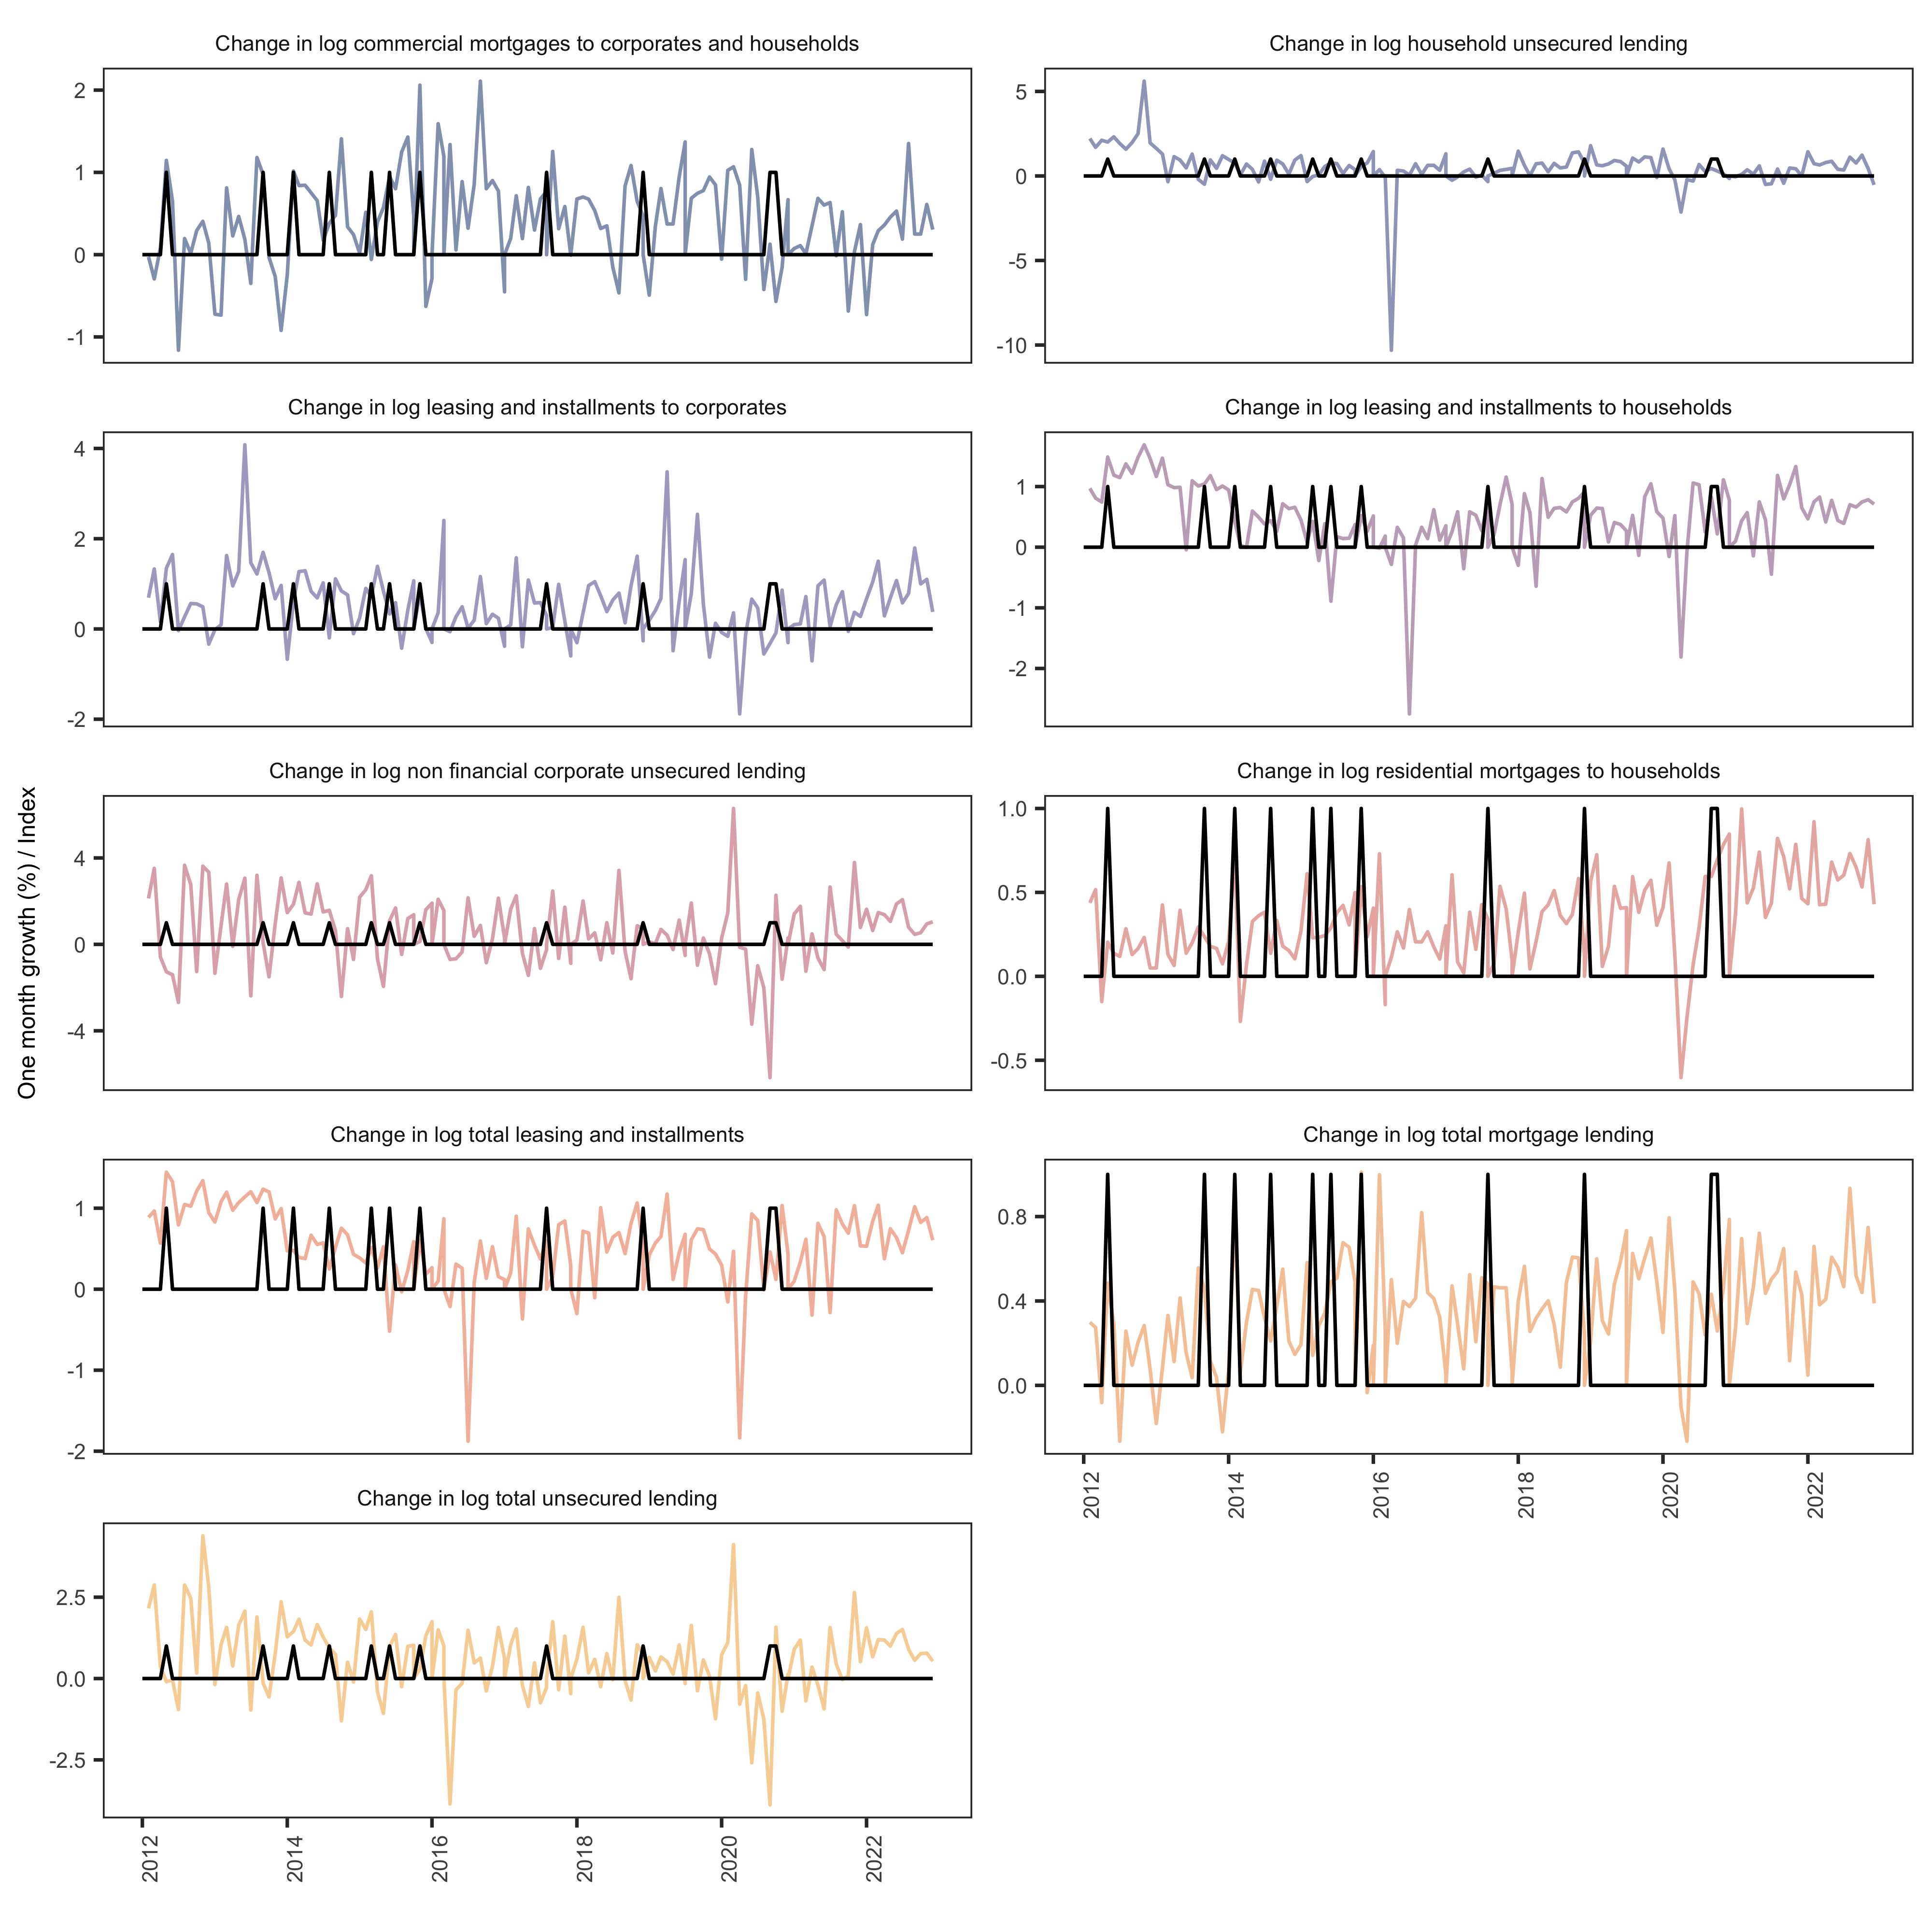 Change in log commercial mortgages to corporates and households
2
1
0
-1
Change in log household unsecured lending
5
0
-5
-10
Change in log leasing and installments to corporates
4
2
0
-2
Change in log leasing and installments to households
1
0
-1
-2
One month growth (%) / Index
Change in log non financial corporate unsecured lending
4
0
-4
Change in log residential mortgages to households
1.0
0.5
0.0
-0.5
Change in log total leasing and installments
1
0
-1
-2
Change in log total mortgage lending
0.8
0.4
0.0
2012 2014 2016 2018 2020 2022
Change in log total unsecured lending
2.5
0.0
-2.5
2012 2014 2016 2018 2020 2022